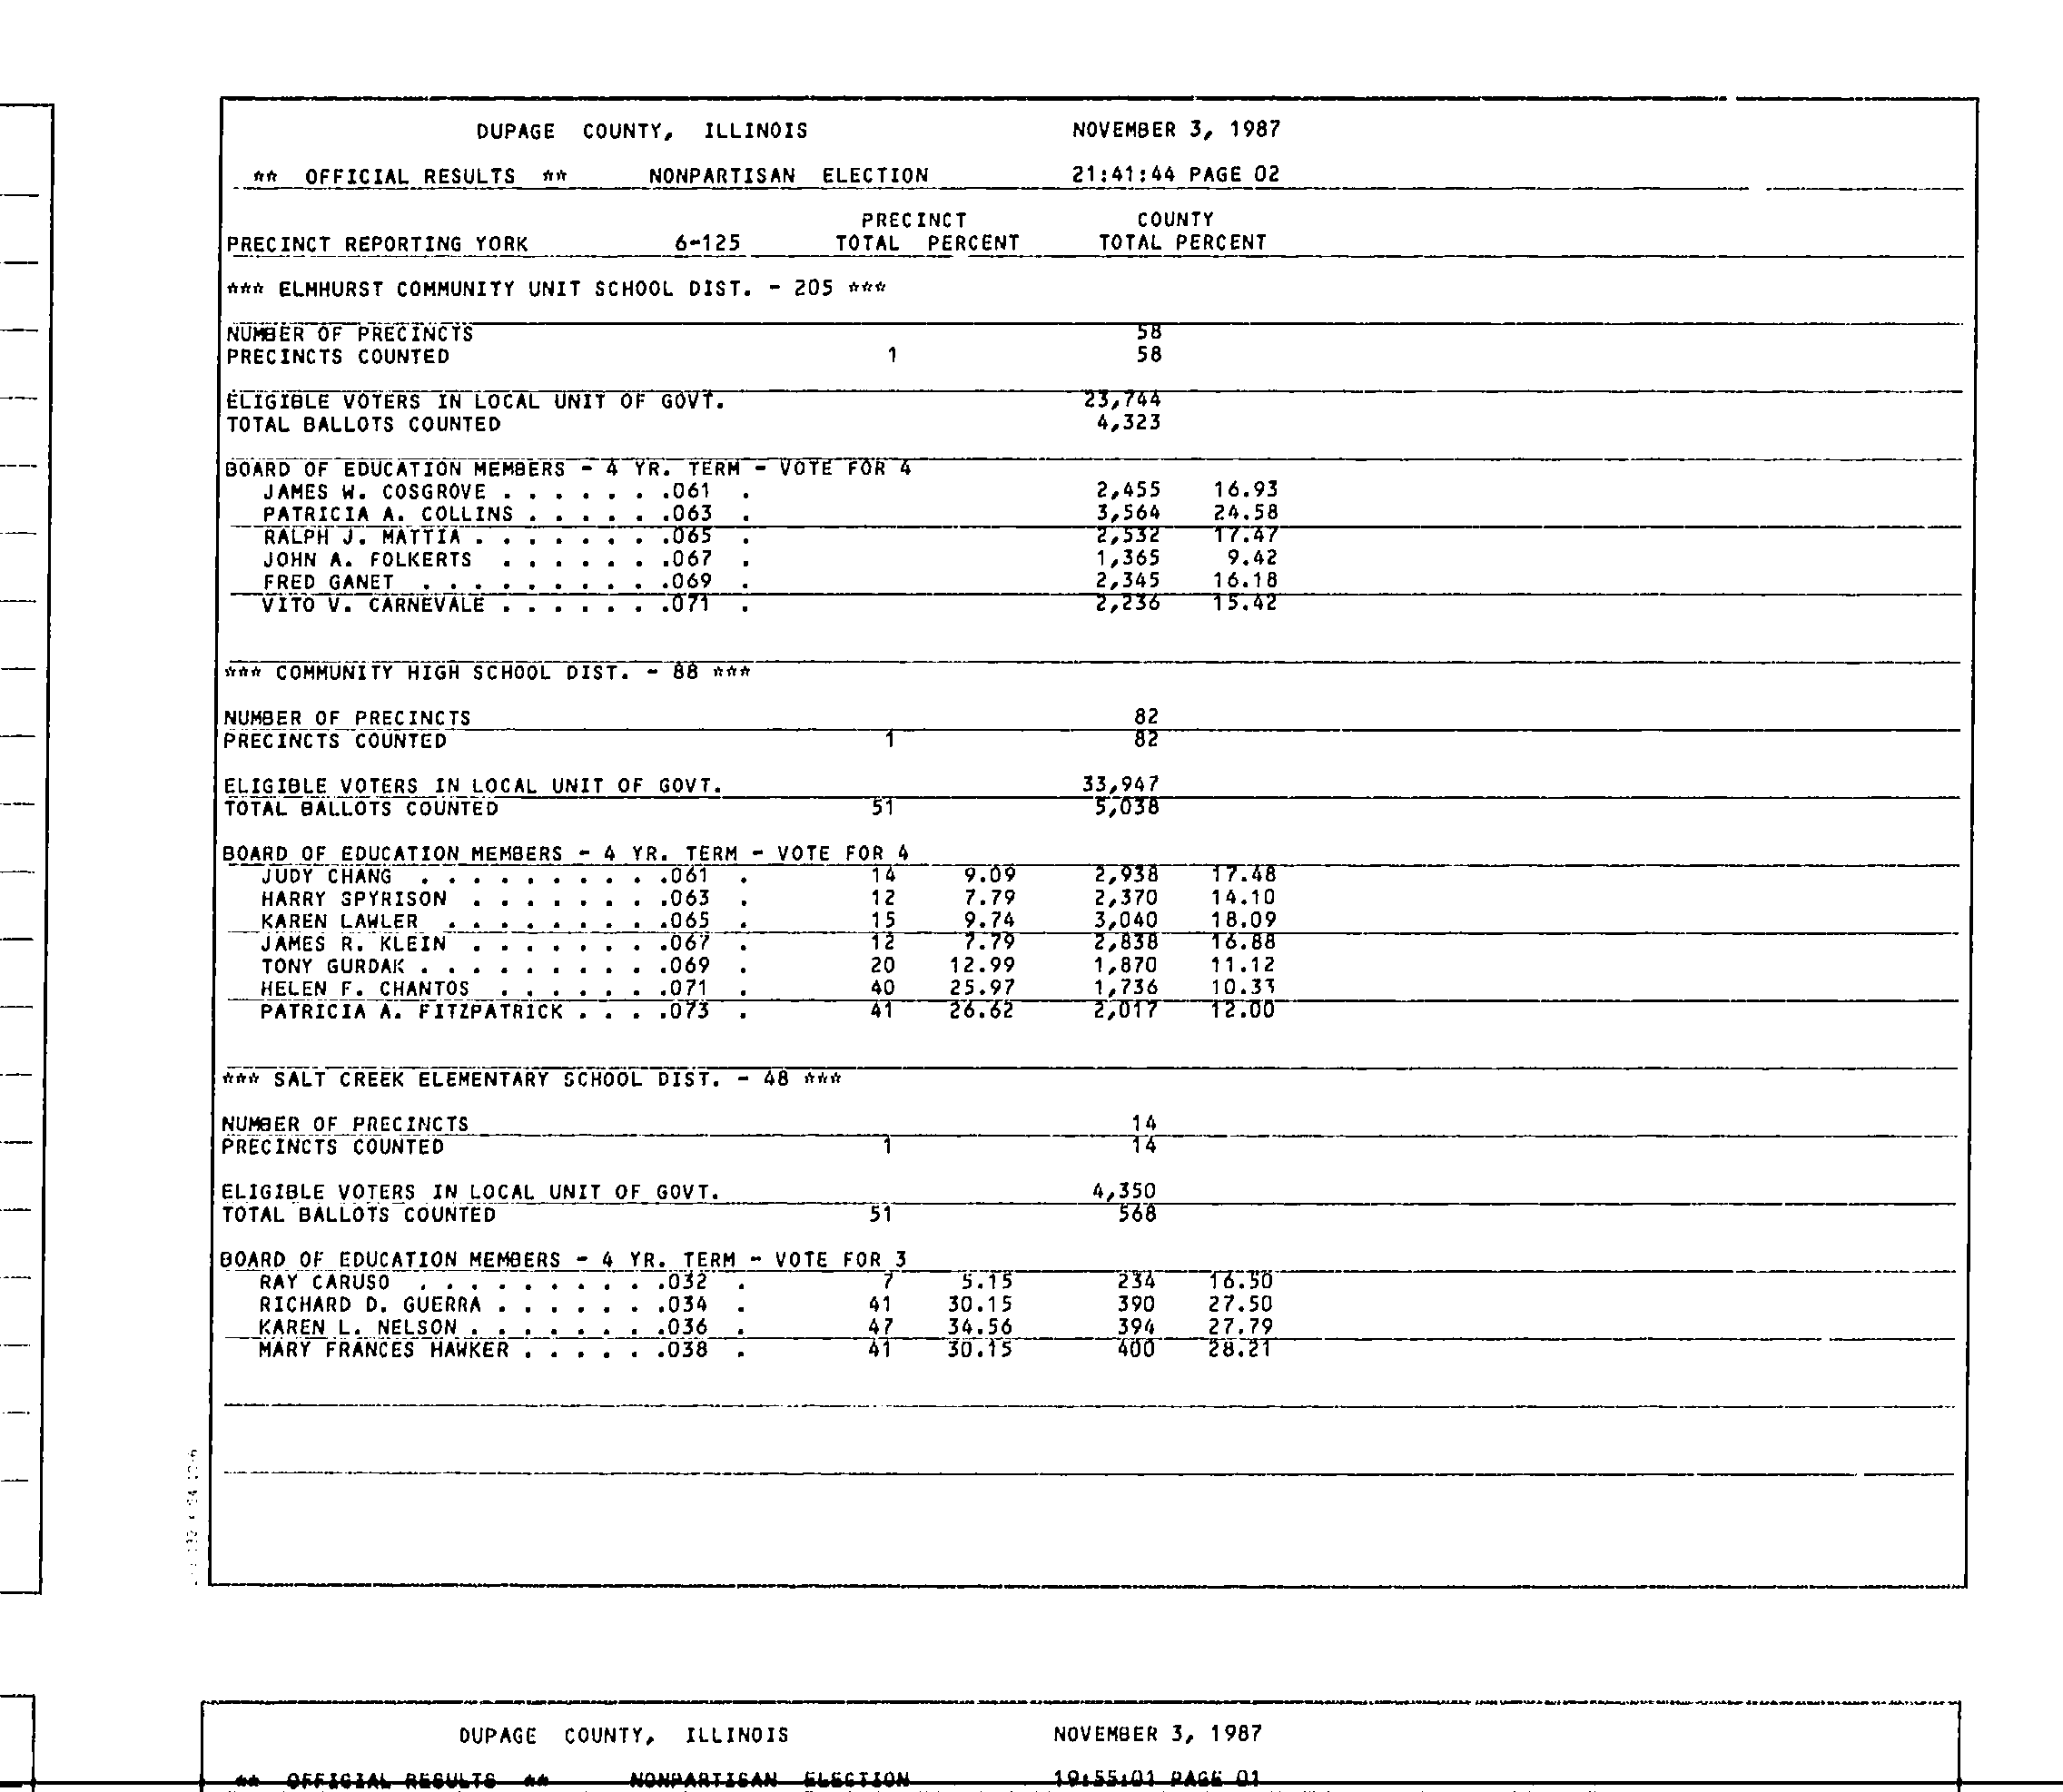 DUPAGE COUNTY, ILLINOIS NOVEMBER 3, 1987
** OFFICIAL RESULTS ** NONPARTISAN ELECTION 21:41:44 PAGE 02
PRECINCT COUNTY
PRECINCT REPORTING YORK 6-125 TOTAL PERCENT TOTAL PERCENT
*** ELMHURST COMMUNITY UNIT SCHOOL DIST. - 205 ***
NUMBER OF PRECINCTS 58
PRECINCTS COUNTED 1 58
ELIGIBLE VOTERS IN LOCAL UNIT OF GOVT. 23,744
TOTAL BALLOTS COUNTED 4,323
BOARD OF EDUCATION MEMBERS - 4 YR. TERM - VOTE FOR 4
JAMES W. COSGROVE . . . . . . .061 . 2,455 16.93
PATRICIA A. COLLINS . . . . . .063 . 3,564 24.58
RALPH J. MATTIA . . . . . . . .065 . 2,532 17.47
JOHN A. FOLKERTS . . . . . . .067 . 1,365 9.42
FRED GANET . . . . . . . . . .069 . 2,345 16.18
VITO V. CARNEVALE . . . . . . .071 . 2,236 15.42
*** COMMUNITY HIGH SCHOOL DIST. - 88 ***
NUMBER OF PRECINCTS 82
PRECINCTS COUNTED 1 82
ELIGIBLE VOTERS IN LOCAL UNIT OF GOVT. 33,947
TOTAL BALLOTS COUNTED 51 5,038
BOARD OF EDUCATION MEMBERS - 4 YR. TERM - VOTE FOR 4
JUDY CHANG . . . . . . . . . .061 . 14 9.09 2,938 17.48
HARRY SPYRISON . . . . . . . .063 . 12 7.79 2,370 14.10
KAREN LAWLER . . . . . . . . .065 . 15 9.74 3,040 18.09
JAMES R. KLEIN . . . . . . . .067 . 12 7.79 2,838 16.88
TONY GURDAK . . . . . . . . . .069 . 20 12.99 1,870 11.12
HELEN F. CHANTOS . . . . . . .071 . 40 25.97 1,736 10.33
PATRICIA A. FITZPATRICK . . . .073 . 41 26.62 2,017 12.00
*** SALT CREEK ELEMENTARY SCHOOL DIST. - 48 ***
NUMBER OF PRECINCTS 14
PRECINCTS COUNTED 1 14
ELIGIBLE VOTERS IN LOCAL UNIT OF GOVT. 4,350
TOTAL BALLOTS COUNTED 51 568
BOARD OF EDUCATION MEMBERS - 4 YR. TERM - VOTE FOR 3
RAY CARUSO . . . . . . . . . .032 . 7 5.15 234 16.50
RICHARD D. GUERRA . . . . . . .034 . 41 30.15 390 27.50
KAREN L. NELSON . . . . . . . .036 . 47 34.56 394 27.79
MARY FRANCES HAWKER . . . . . .038 . 41 30.15 400 28.21
DUPAGE COUNTY, ILLINOIS NOVEMBER 3, 1987
** OFFICIAL RESULTS ** NONPARTISAN ELECTION 19:55:01 PAGE 01